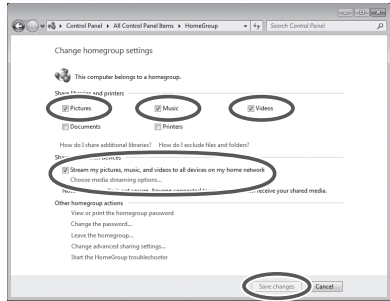 Control Panel ▸ All Control Panel Items ▸ HomeGroup
Search Control Panel
Change homegroup settings
This computer belongs to a homegroup.
Share libraries and printers
Pictures Music Videos
Documents Printers
How do I share additional libraries? How do I exclude files and folders?
Stream my pictures, music, and videos to all devices on my home network
Choose media streaming options...
receive your shared media.
Other homegroup actions
View or print the homegroup password
Change the password...
Leave the homegroup...
Change advanced sharing settings...
Start the HomeGroup troubleshooter
Save changes Cancel